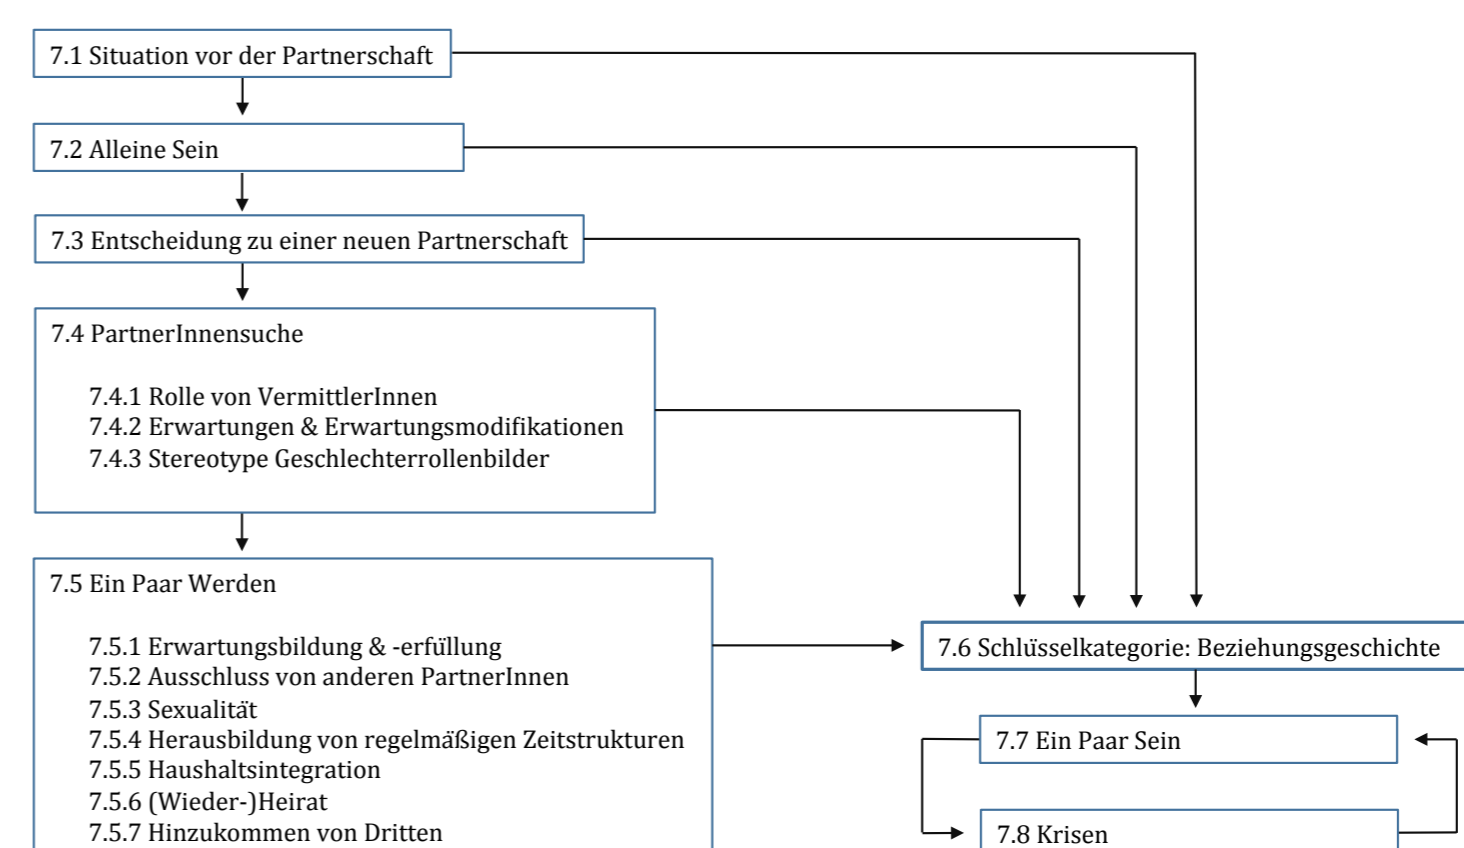 7.1 Situation vor der Partnerschaft
7.2 Alleine Sein
7.3 Entscheidung zu einer neuen Partnerschaft
7.4 PartnerInnensuche
7.4.1 Rolle von VermittlerInnen
7.4.2 Erwartungen & Erwartungsmodifikationen
7.4.3 Stereotype Geschlechterrollenbilder
7.5 Ein Paar Werden
7.5.1 Erwartungsbildung & -erfüllung
7.5.2 Ausschluss von anderen PartnerInnen
7.5.3 Sexualität
7.5.4 Herausbildung von regelmäßigen Zeitstrukturen
7.5.5 Haushaltsintegration
7.5.6 (Wieder-)Heirat
7.5.7 Hinzukommen von Dritten
7.6 Schlüsselkategorie: Beziehungsgeschichte
7.7 Ein Paar Sein
7.8 Krisen